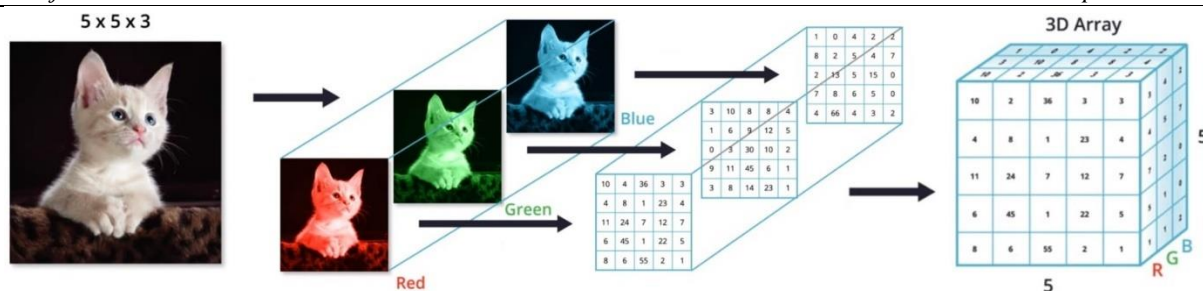 5 x 5 x 3
Blue
Green
Red
1 0 4 2 2
8 2 5 4 7
2 13 5 15 0
7 8 6 5 0
4 66 4 3 2
3 10 8 8 4
1 6 9 12 5
0 3 30 10 2
9 11 45 6 1
3 8 14 23 1
10 4 36 3 3
4 8 1 23 4
11 24 7 12 7
6 45 1 22 5
8 6 55 2 1
3D Array
10 2 36 3 3
4 8 1 23 4
11 24 7 12 7
6 45 1 22 5
8 6 55 2 1
R
G
B
5
5